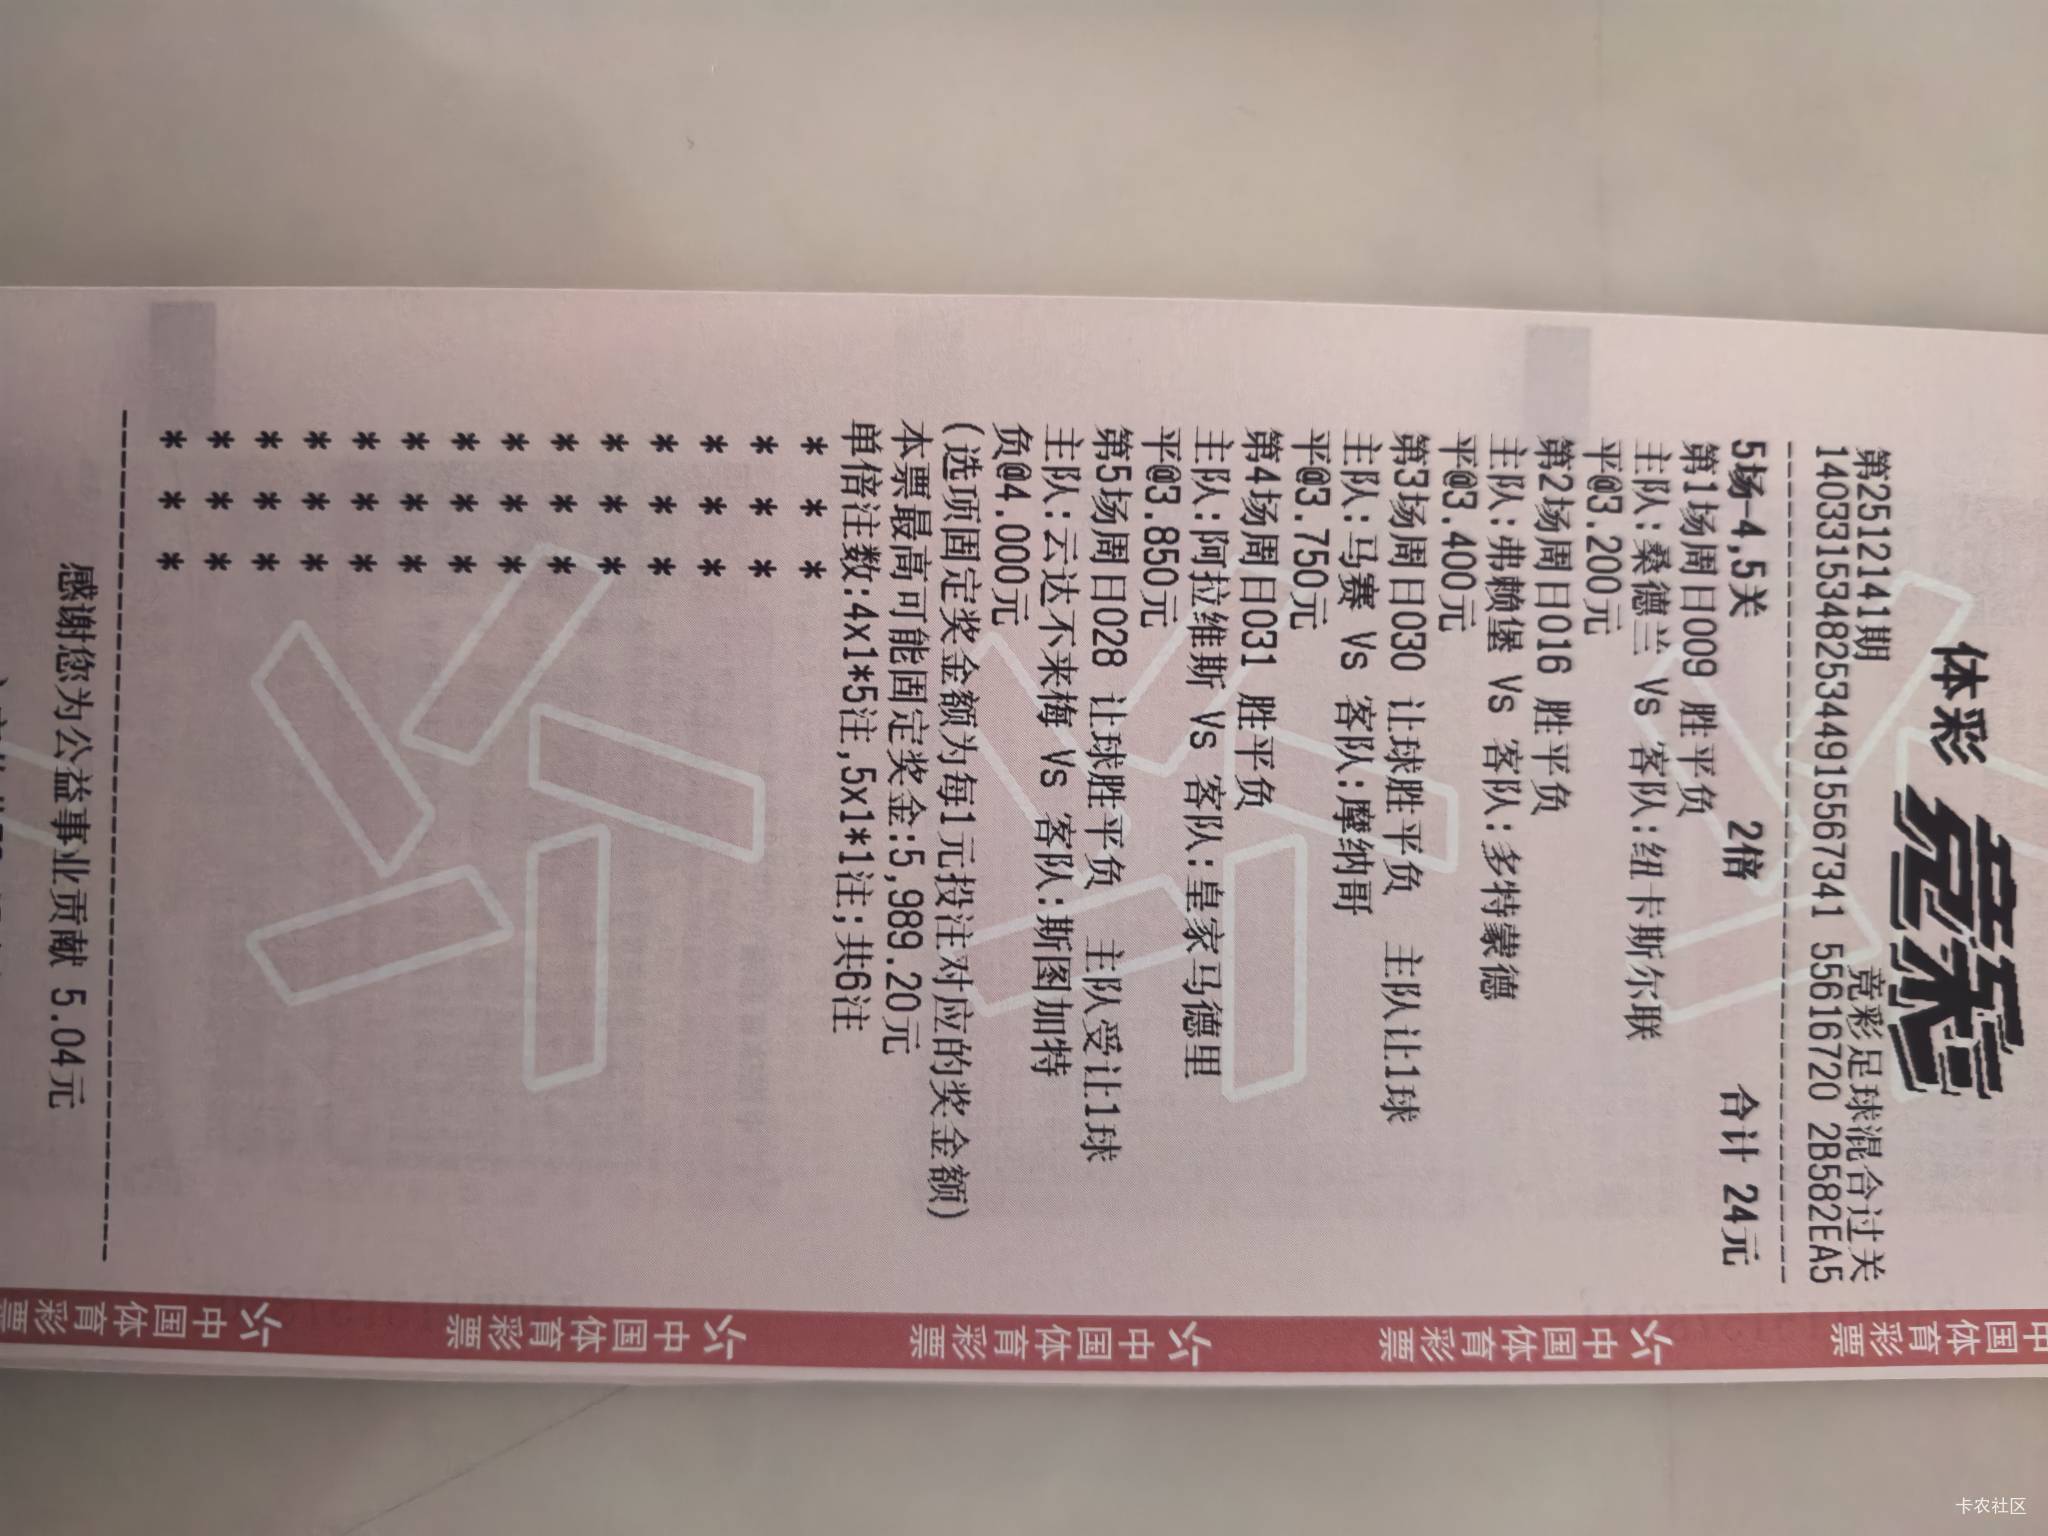 体彩 竞彩
第2512141期 竞彩足球混合过关
140331534825344915567341 55616720 2B582EA5
5场-4,5关 2倍 合计 24元
第1场周日009 胜平负
主队:桑德兰 Vs 客队:纽卡斯尔联
平@3.200元
第2场周日016 胜平负
主队:弗赖堡 Vs 客队:多特蒙德
平@3.400元
第3场周日030 让球胜平负 主队让1球
主队:马赛 Vs 客队:摩纳哥
平@3.750元
第4场周日031 胜平负
主队:阿拉维斯 Vs 客队:皇家马德里
平@3.850元
第5场周日028 让球胜平负 主队受让1球
主队:云达不来梅 Vs 客队:斯图加特
负@4.000元
(选项固定奖金额为每1元投注对应的奖金额)
本票最高可能固定奖金:5,989.20元
单倍注数:4x1*5注,5x1*1注;共6注
* * *
* * *
* * *
* * *
* * *
* * *
* * *
* * *
* * *
* * *
* * *
* * *
* * *
* * *
感谢您为公益事业贡献 5.04元
中国体育彩票
中国体育彩票
中国体育彩票
中国体育彩票
中国体育彩票
卡农社区